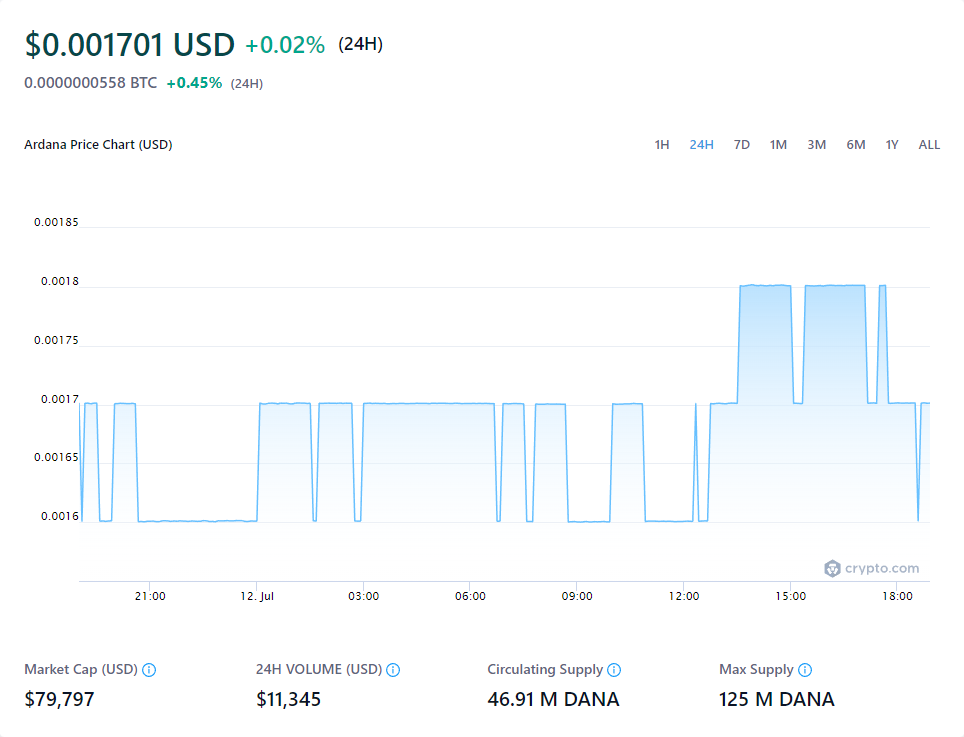 $0.001701 USD +0.02% (24H)
0.0000000558 BTC +0.45% (24H)
Ardana Price Chart (USD)
1H 24H 7D 1M 3M 6M 1Y ALL
0.00185
0.0018
0.00175
0.0017
0.00165
0.0016
crypto.com
21:00 12. Jul 03:00 06:00 09:00 12:00 15:00 18:00
Market Cap (USD) 24H VOLUME (USD) Circulating Supply Max Supply
$79,797 $11,345 46.91 M DANA 125 M DANA